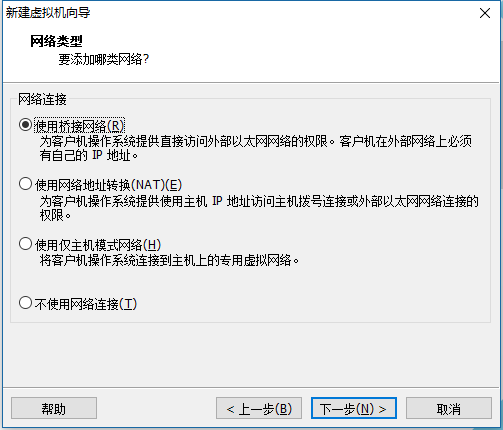 新建虚拟机向导
网络类型
要添加哪类网络?
网络连接
使用桥接网络(R)
为客户机操作系统提供直接访问外部以太网网络的权限。客户机在外部网络上必须
有自己的 IP 地址。
使用网络地址转换(NAT)(E)
为客户机操作系统提供使用主机 IP 地址访问主机拨号连接或外部以太网网络连接的
权限。
使用仅主机模式网络(H)
将客户机操作系统连接到主机上的专用虚拟网络。
不使用网络连接(T)
帮助
< 上一步(B)
下一步(N) >
取消